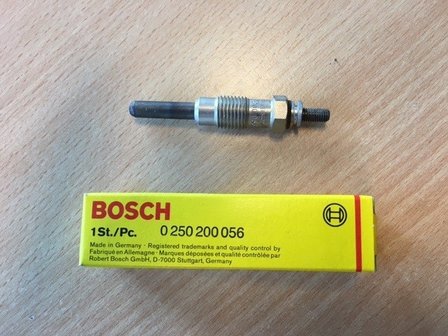 BOSCH
1St./Pc. 0 250 200 056
Made in Germany · Registered trademarks and quality control by
Fabriqué en Allemagne · Marques déposées et qualité contrôlée par
Robert Bosch GmbH, D-7000 Stuttgart, Germany